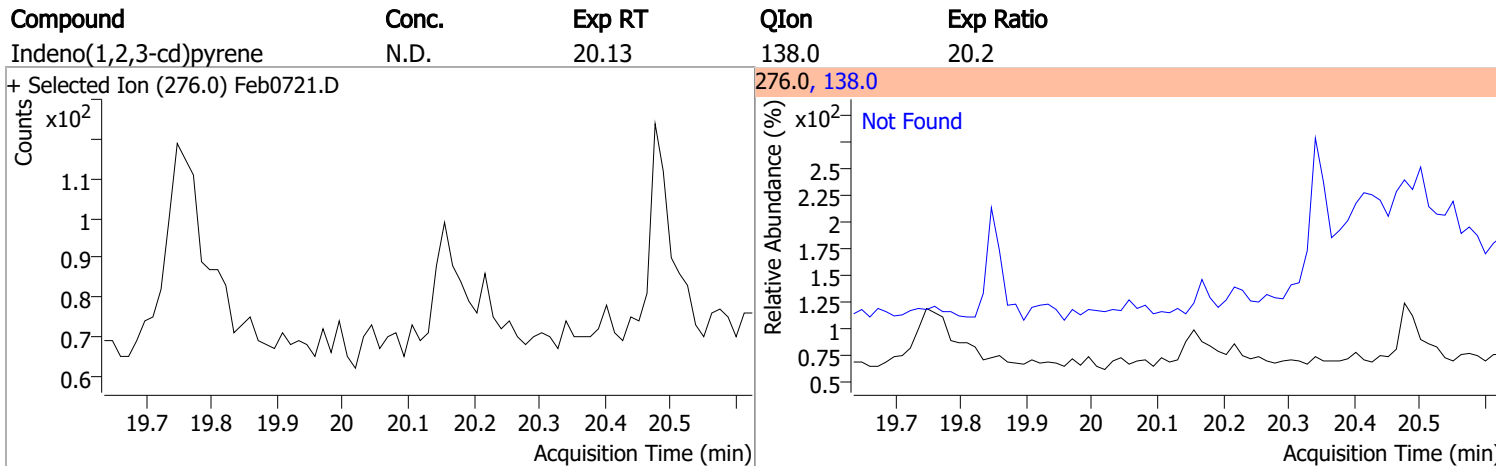 Compound Conc. Exp RT QIon Exp Ratio
Indeno(1,2,3-cd)pyrene N.D. 20.13 138.0 20.2
+ Selected Ion (276.0) Feb0721.D
Counts
x10²
1.1
1
0.9
0.8
0.7
0.6
19.7 19.8 19.9 20 20.1 20.2 20.3 20.4 20.5
Acquisition Time (min)
276.0, 138.0
Relative Abundance (%)
x10²
Not Found
2.5
2.25
2
1.75
1.5
1.25
1
0.75
0.5
19.7 19.8 19.9 20 20.1 20.2 20.3 20.4 20.5
Acquisition Time (min)